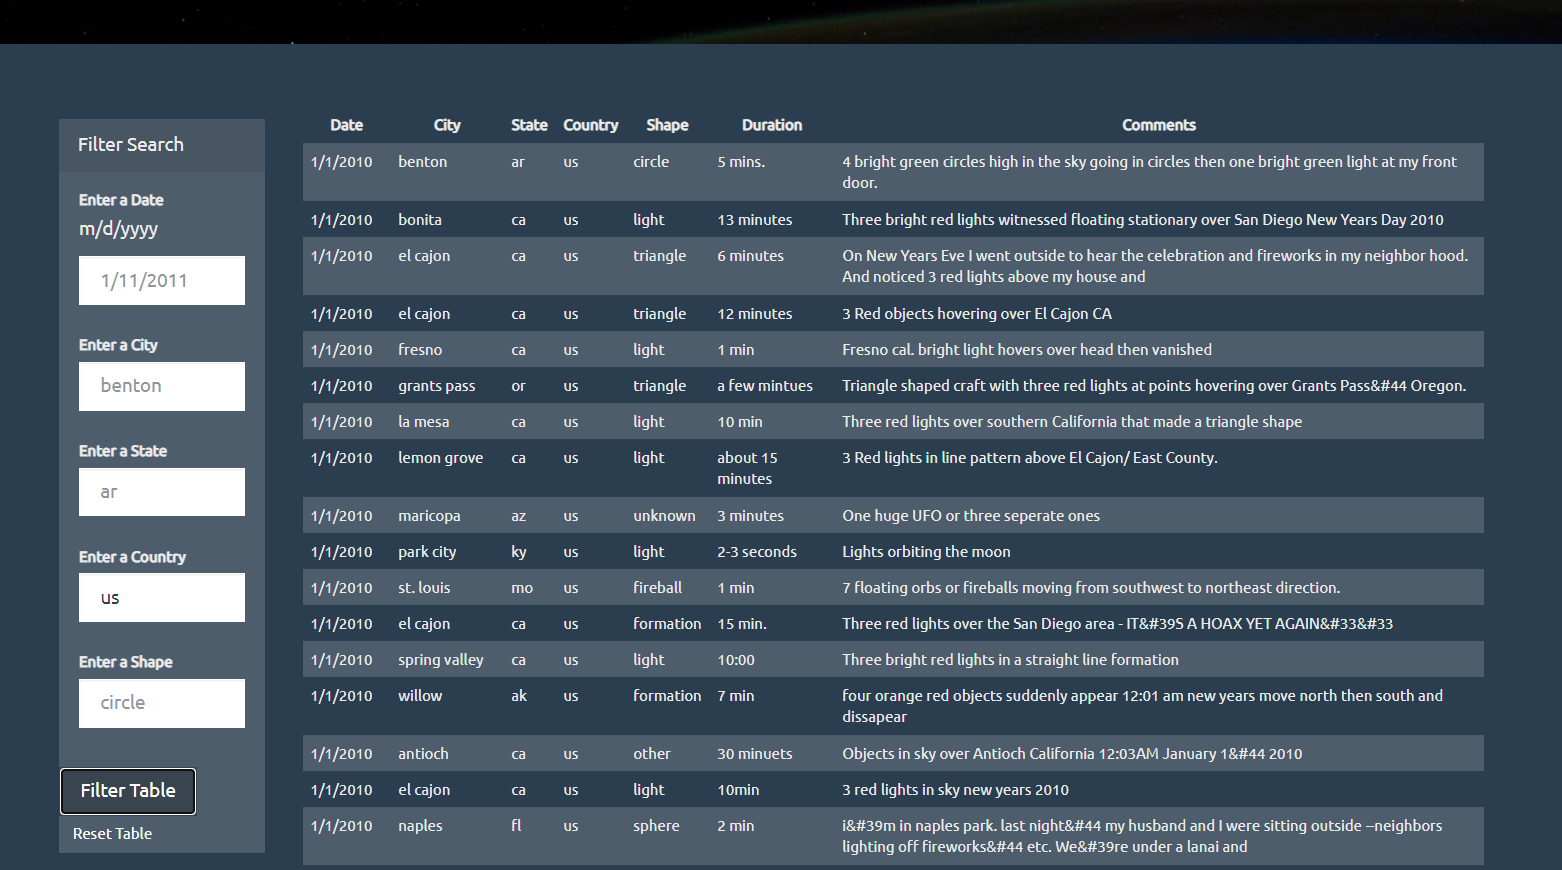 Filter Search
Enter a Date
m/d/yyyy
1/11/2011
Enter a City
benton
Enter a State
ar
Enter a Country
us
Enter a Shape
circle
Filter Table
Reset Table
Date City State Country Shape Duration Comments
1/1/2010 benton ar us circle 5 mins. 4 bright green circles high in the sky going in circles then one bright green light at my front
door.
1/1/2010 bonita ca us light 13 minutes Three bright red lights witnessed floating stationary over San Diego New Years Day 2010
1/1/2010 el cajon ca us triangle 6 minutes On New Years Eve I went outside to hear the celebration and fireworks in my neighbor hood.
And noticed 3 red lights above my house and
1/1/2010 el cajon ca us triangle 12 minutes 3 Red objects hovering over El Cajon CA
1/1/2010 fresno ca us light 1 min Fresno cal. bright light hovers over head then vanished
1/1/2010 grants pass or us triangle a few mintues Triangle shaped craft with three red lights at points hovering over Grants Pass&#44 Oregon.
1/1/2010 la mesa ca us light 10 min Three red lights over southern California that made a triangle shape
1/1/2010 lemon grove ca us light about 15 3 Red lights in line pattern above El Cajon/ East County.
minutes
1/1/2010 maricopa az us unknown 3 minutes One huge UFO or three seperate ones
1/1/2010 park city ky us light 2-3 seconds Lights orbiting the moon
1/1/2010 st. louis mo us fireball 1 min 7 floating orbs or fireballs moving from southwest to northeast direction.
1/1/2010 el cajon ca us formation 15 min. Three red lights over the San Diego area - IT&#39S A HOAX YET AGAIN&#33&#33
1/1/2010 spring valley ca us light 10:00 Three bright red lights in a straight line formation
1/1/2010 willow ak us formation 7 min four orange red objects suddenly appear 12:01 am new years move north then south and
dissapear
1/1/2010 antioch ca us other 30 minuets Objects in sky over Antioch California 12:03AM January 1&#44 2010
1/1/2010 el cajon ca us light 10min 3 red lights in sky new years 2010
1/1/2010 naples fl us sphere 2 min i&#39m in naples park. last night&#44 my husband and I were sitting outside --neighbors
lighting off fireworks&#44 etc. We&#39re under a lanai and